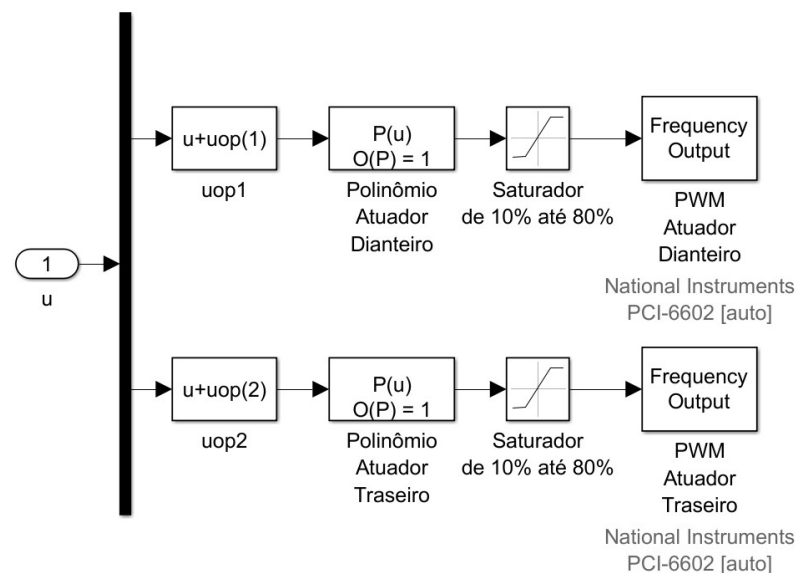 u+uop(1)
uop1
P(u)
O(P) = 1
Polinômio
Atuador
Dianteiro
Saturador
de 10% até 80%
Frequency
Output
PWM
Atuador
Dianteiro
National Instruments
PCI-6602 [auto]
1
u
u+uop(2)
uop2
P(u)
O(P) = 1
Polinômio
Atuador
Traseiro
Saturador
de 10% até 80%
Frequency
Output
PWM
Atuador
Traseiro
National Instruments
PCI-6602 [auto]